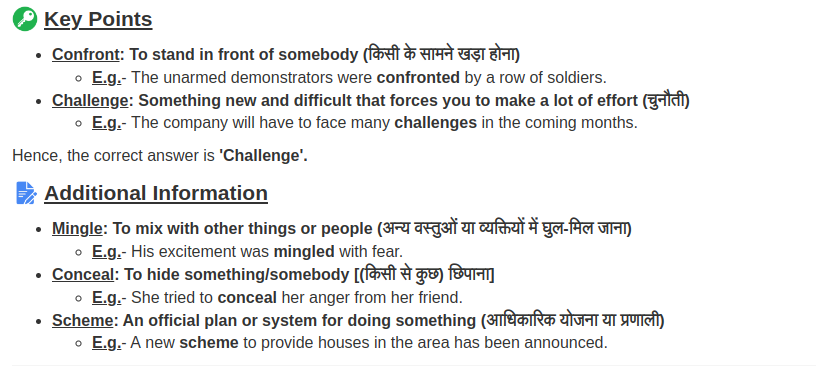 Key Points
Confront: To stand in front of somebody (किसी के सामने खड़ा होना)
E.g.- The unarmed demonstrators were confronted by a row of soldiers.
Challenge: Something new and difficult that forces you to make a lot of effort (चुनौती)
E.g.- The company will have to face many challenges in the coming months.
Hence, the correct answer is 'Challenge'.
Additional Information
Mingle: To mix with other things or people (अन्य वस्तुओं या व्यक्तियों में घुल-मिल जाना)
E.g.- His excitement was mingled with fear.
Conceal: To hide something/somebody [(किसी से कुछ) छिपाना]
E.g.- She tried to conceal her anger from her friend.
Scheme: An official plan or system for doing something (आधिकारिक योजना या प्रणाली)
E.g.- A new scheme to provide houses in the area has been announced.